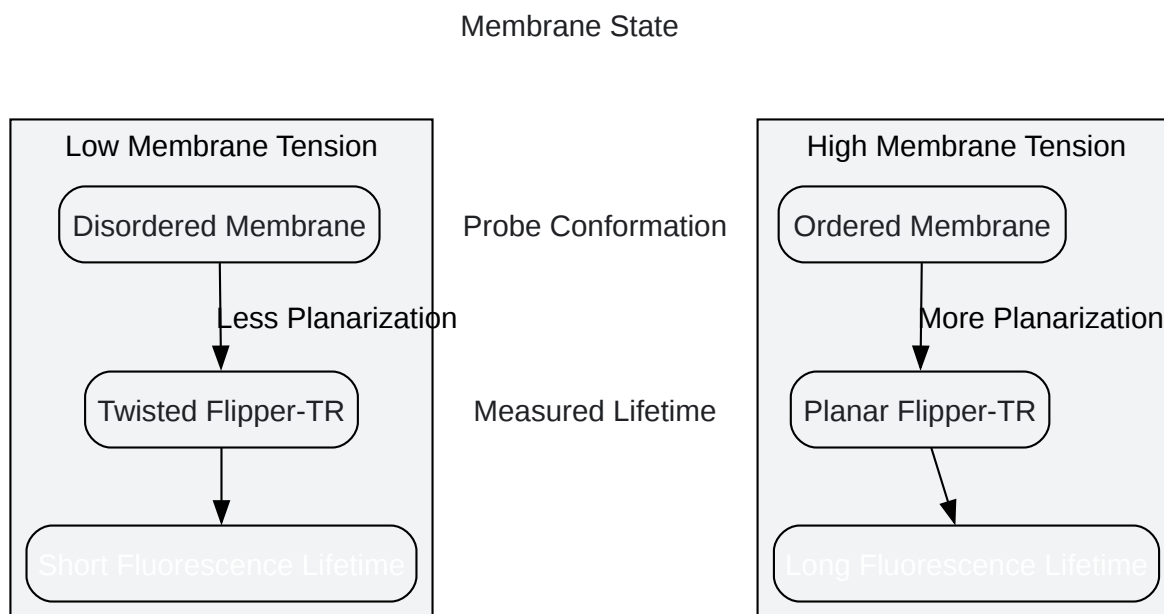 Membrane State
Low Membrane Tension
High Membrane Tension
Disordered Membrane
Probe Conformation
Ordered Membrane
Less Planarization
More Planarization
Twisted Flipper-TR
Measured Lifetime
Planar Flipper-TR
Short Fluorescence Lifetime
Long Fluorescence Lifetime